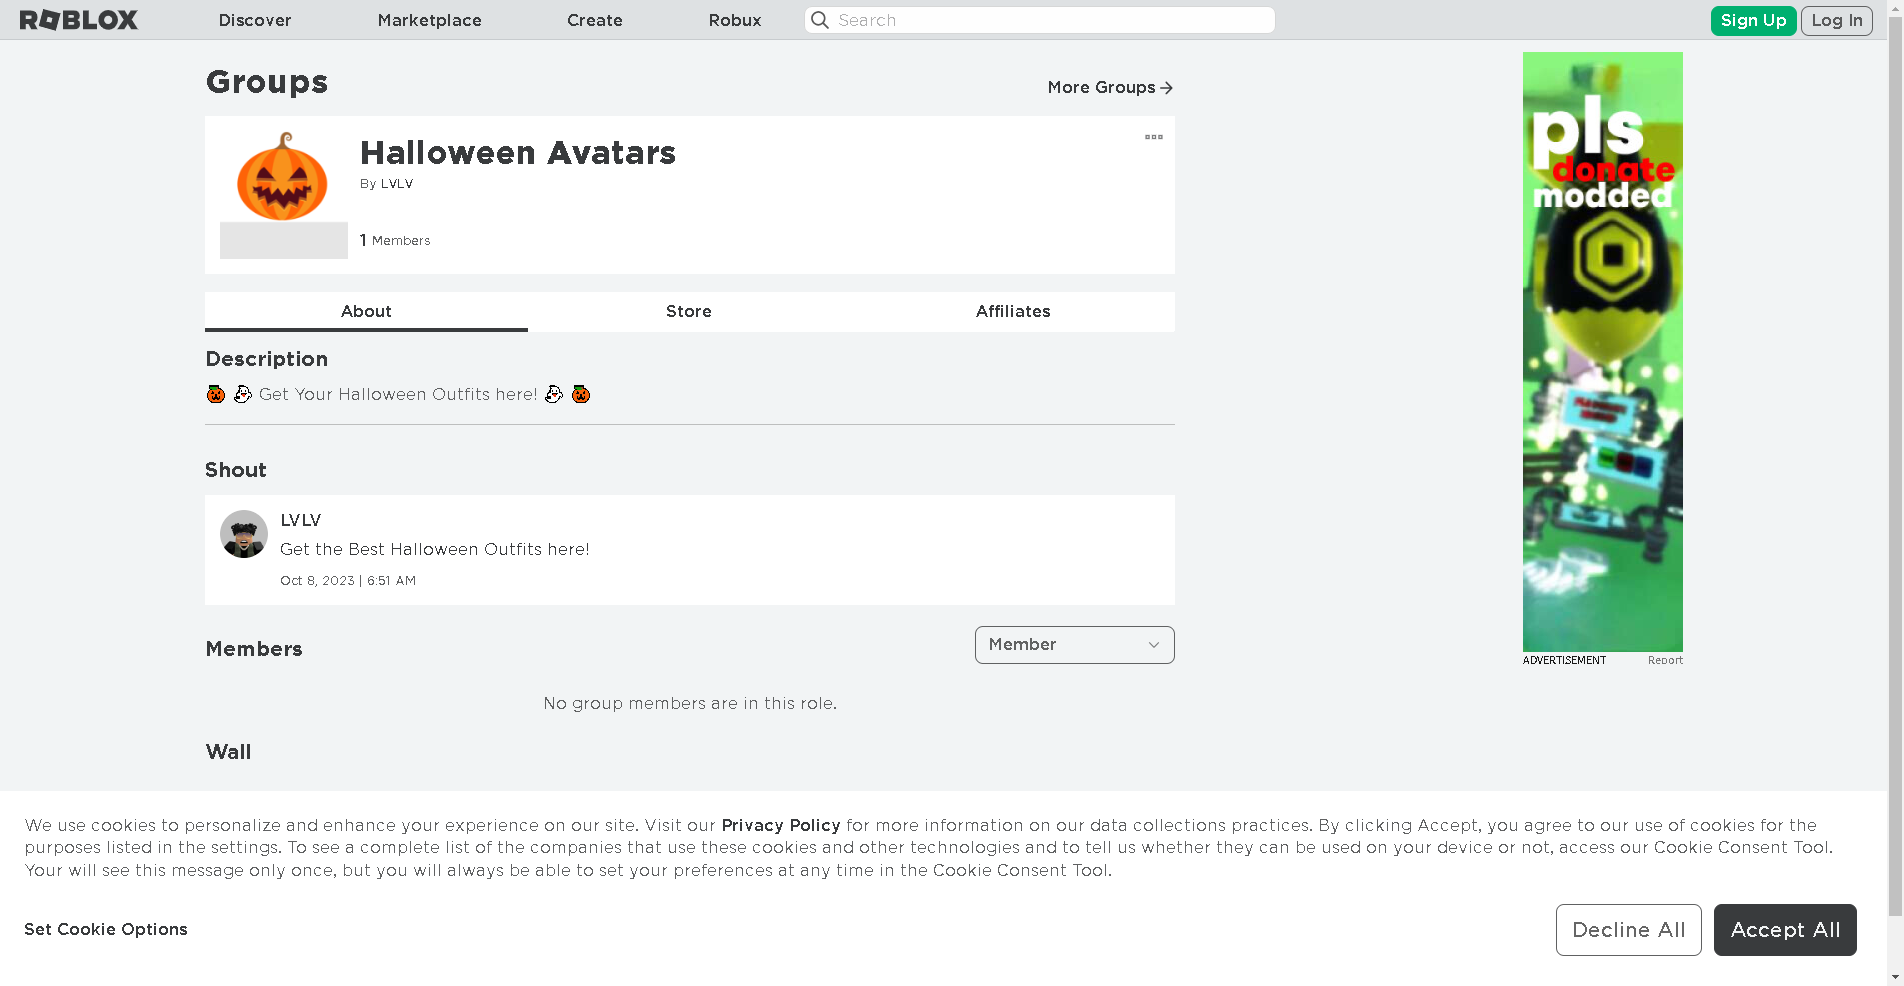 ROBLOX
Discover
Marketplace
Create
Robux
Search
Sign Up
Log In
Groups
More Groups
Halloween Avatars
By LVLV
1 Members
About
Store
Affiliates
Description
🎃 👻 Get Your Halloween Outfits here! 👻 🎃
Shout
LVLV
Get the Best Halloween Outfits here!
Oct 8, 2023 | 6:51 AM
Members
Member
No group members are in this role.
Wall
pls
donate
modded
ADVERTISEMENT
Report
We use cookies to personalize and enhance your experience on our site. Visit our Privacy Policy for more information on our data collections practices. By clicking Accept, you agree to our use of cookies for the
purposes listed in the settings. To see a complete list of the companies that use these cookies and other technologies and to tell us whether they can be used on your device or not, access our Cookie Consent Tool.
Your will see this message only once, but you will always be able to set your preferences at any time in the Cookie Consent Tool.
Set Cookie Options
Decline All
Accept All